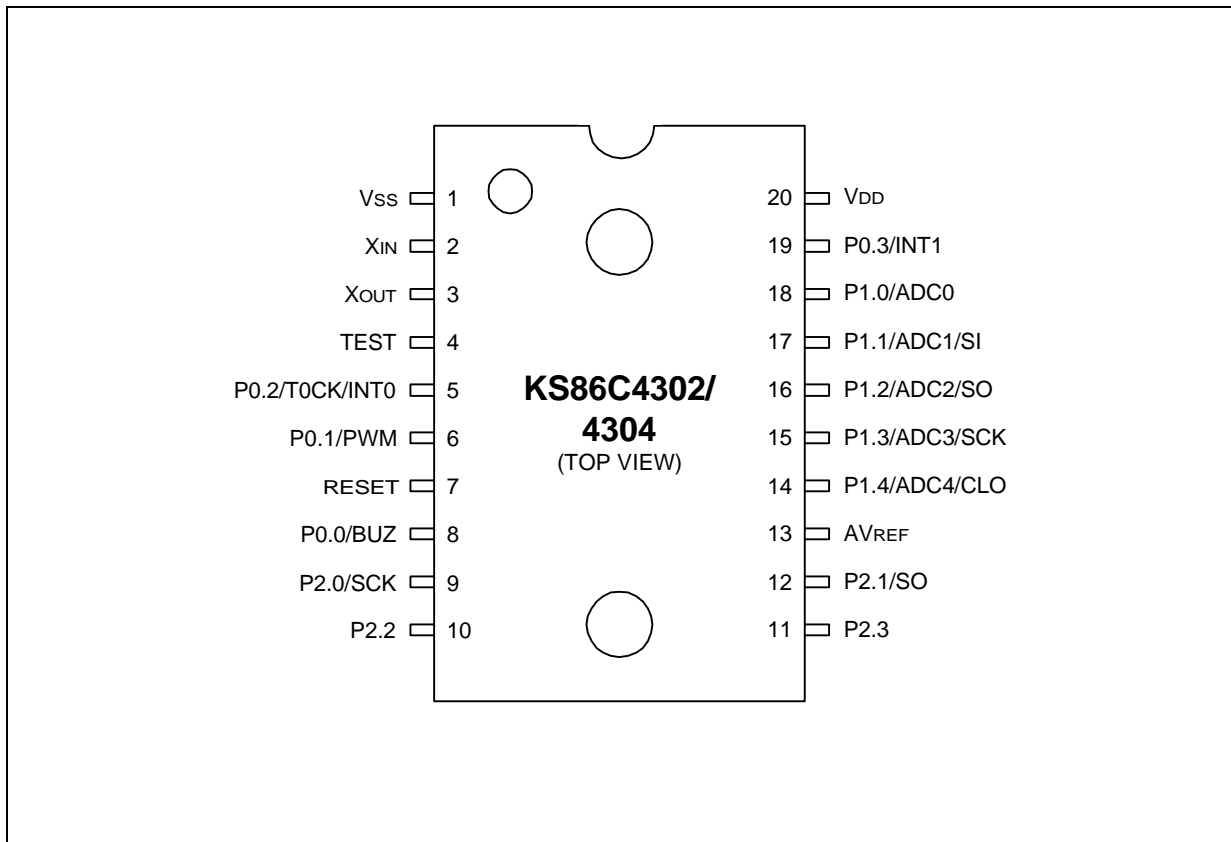 VSS 1
XIN 2
XOUT 3
TEST 4
P0.2/T0CK/INT0 5
P0.1/PWM 6
RESET 7
P0.0/BUZ 8
P2.0/SCK 9
P2.2 10
KS86C4302/
4304
(TOP VIEW)
20 VDD
19 P0.3/INT1
18 P1.0/ADC0
17 P1.1/ADC1/SI
16 P1.2/ADC2/SO
15 P1.3/ADC3/SCK
14 P1.4/ADC4/CLO
13 AVREF
12 P2.1/SO
11 P2.3